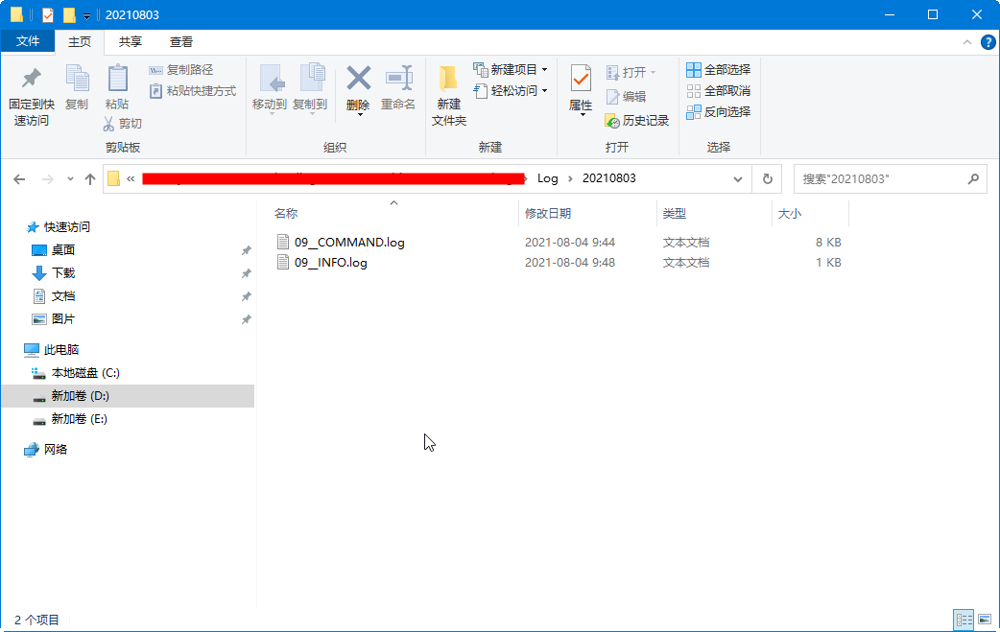 20210803
文件 主页 共享 查看
固定到快速访问
复制
粘贴
复制路径
粘贴快捷方式
剪切
剪贴板
移动到
复制到
删除
重命名
组织
新建文件夹
新建项目
轻松访问
新建
属性
打开
编辑
历史记录
打开
全部选择
全部取消
反向选择
选择
« Log › 20210803
搜索"20210803"
快速访问
桌面
下载
文档
图片
此电脑
本地磁盘 (C:)
新加卷 (D:)
新加卷 (E:)
网络
名称 修改日期 类型 大小
09__COMMAND.log 2021-08-04 9:44 文本文档 8 KB
09__INFO.log 2021-08-04 9:48 文本文档 1 KB
2 个项目